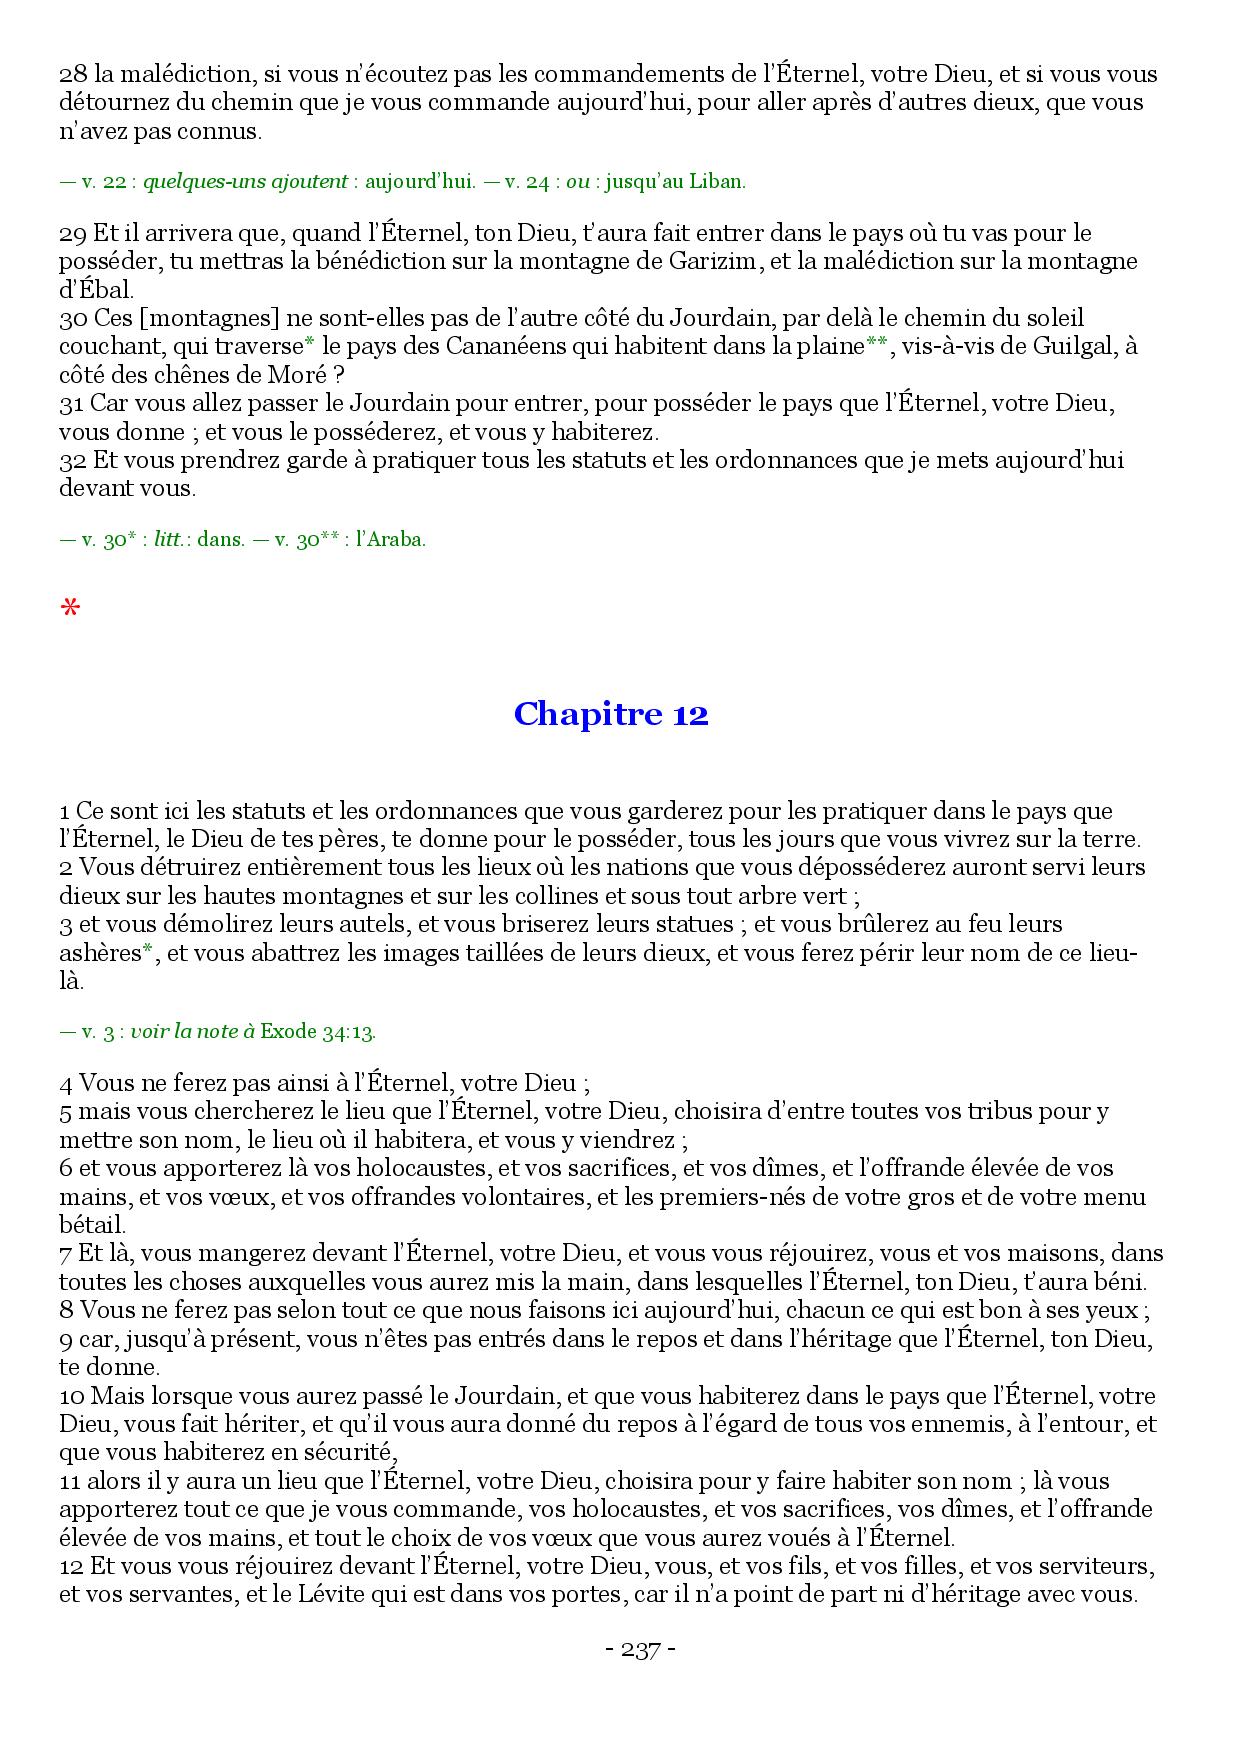 28 la malédiction, si vous n’écoutez pas les commandements de l’Éternel, votre Dieu, et si vous vous
détournez du chemin que je vous commande aujourd’hui, pour aller après d’autres dieux, que vous
n’avez pas connus.
— v. 22 : quelques-uns ajoutent : aujourd’hui. — v. 24 : ou : jusqu’au Liban.
29 Et il arrivera que, quand l’Éternel, ton Dieu, t’aura fait entrer dans le pays où tu vas pour le
posséder, tu mettras la bénédiction sur la montagne de Garizim, et la malédiction sur la montagne
d’Ébal.
30 Ces [montagnes] ne sont-elles pas de l’autre côté du Jourdain, par delà le chemin du soleil
couchant, qui traverse* le pays des Cananéens qui habitent dans la plaine**, vis-à-vis de Guilgal, à
côté des chênes de Moré ?
31 Car vous allez passer le Jourdain pour entrer, pour posséder le pays que l’Éternel, votre Dieu,
vous donne ; et vous le posséderez, et vous y habiterez.
32 Et vous prendrez garde à pratiquer tous les statuts et les ordonnances que je mets aujourd’hui
devant vous.
— v. 30* : litt.: dans. — v. 30** : l’Araba.
*
Chapitre 12
1 Ce sont ici les statuts et les ordonnances que vous garderez pour les pratiquer dans le pays que
l’Éternel, le Dieu de tes pères, te donne pour le posséder, tous les jours que vous vivrez sur la terre.
2 Vous détruirez entièrement tous les lieux où les nations que vous déposséderez auront servi leurs
dieux sur les hautes montagnes et sur les collines et sous tout arbre vert ;
3 et vous démolirez leurs autels, et vous briserez leurs statues ; et vous brûlerez au feu leurs
ashères*, et vous abattrez les images taillées de leurs dieux, et vous ferez périr leur nom de ce lieu-
là.
— v. 3 : voir la note à Exode 34:13.
4 Vous ne ferez pas ainsi à l’Éternel, votre Dieu ;
5 mais vous chercherez le lieu que l’Éternel, votre Dieu, choisira d’entre toutes vos tribus pour y
mettre son nom, le lieu où il habitera, et vous y viendrez ;
6 et vous apporterez là vos holocaustes, et vos sacrifices, et vos dîmes, et l’offrande élevée de vos
mains, et vos vœux, et vos offrandes volontaires, et les premiers-nés de votre gros et de votre menu
bétail.
7 Et là, vous mangerez devant l’Éternel, votre Dieu, et vous vous réjouirez, vous et vos maisons, dans
toutes les choses auxquelles vous aurez mis la main, dans lesquelles l’Éternel, ton Dieu, t’aura béni.
8 Vous ne ferez pas selon tout ce que nous faisons ici aujourd’hui, chacun ce qui est bon à ses yeux ;
9 car, jusqu’à présent, vous n’êtes pas entrés dans le repos et dans l’héritage que l’Éternel, ton Dieu,
te donne.
10 Mais lorsque vous aurez passé le Jourdain, et que vous habiterez dans le pays que l’Éternel, votre
Dieu, vous fait hériter, et qu’il vous aura donné du repos à l’égard de tous vos ennemis, à l’entour, et
que vous habiterez en sécurité,
11 alors il y aura un lieu que l’Éternel, votre Dieu, choisira pour y faire habiter son nom ; là vous
apporterez tout ce que je vous commande, vos holocaustes, et vos sacrifices, vos dîmes, et l’offrande
élevée de vos mains, et tout le choix de vos vœux que vous aurez voués à l’Éternel.
12 Et vous vous réjouirez devant l’Éternel, votre Dieu, vous, et vos fils, et vos filles, et vos serviteurs,
et vos servantes, et le Lévite qui est dans vos portes, car il n’a point de part ni d’héritage avec vous.
- 237 -